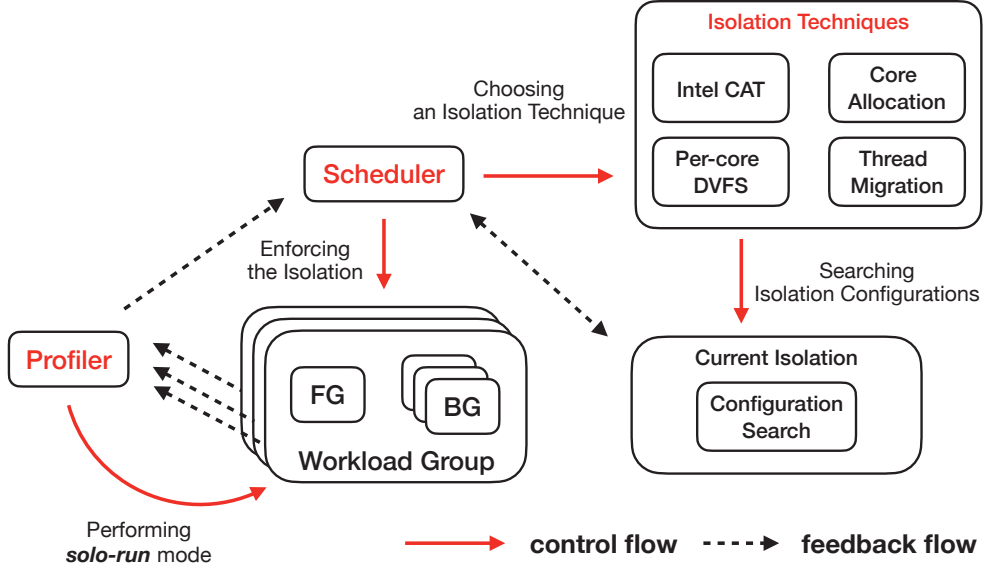 Isolation Techniques
Intel CAT
Core
Allocation
Per-core
DVFS
Thread
Migration
Choosing
an Isolation Technique
Scheduler
Enforcing
the Isolation
Searching
Isolation Configurations
Profiler
FG
BG
Workload Group
Current Isolation
Configuration
Search
Performing
solo-run mode
control flow
feedback flow